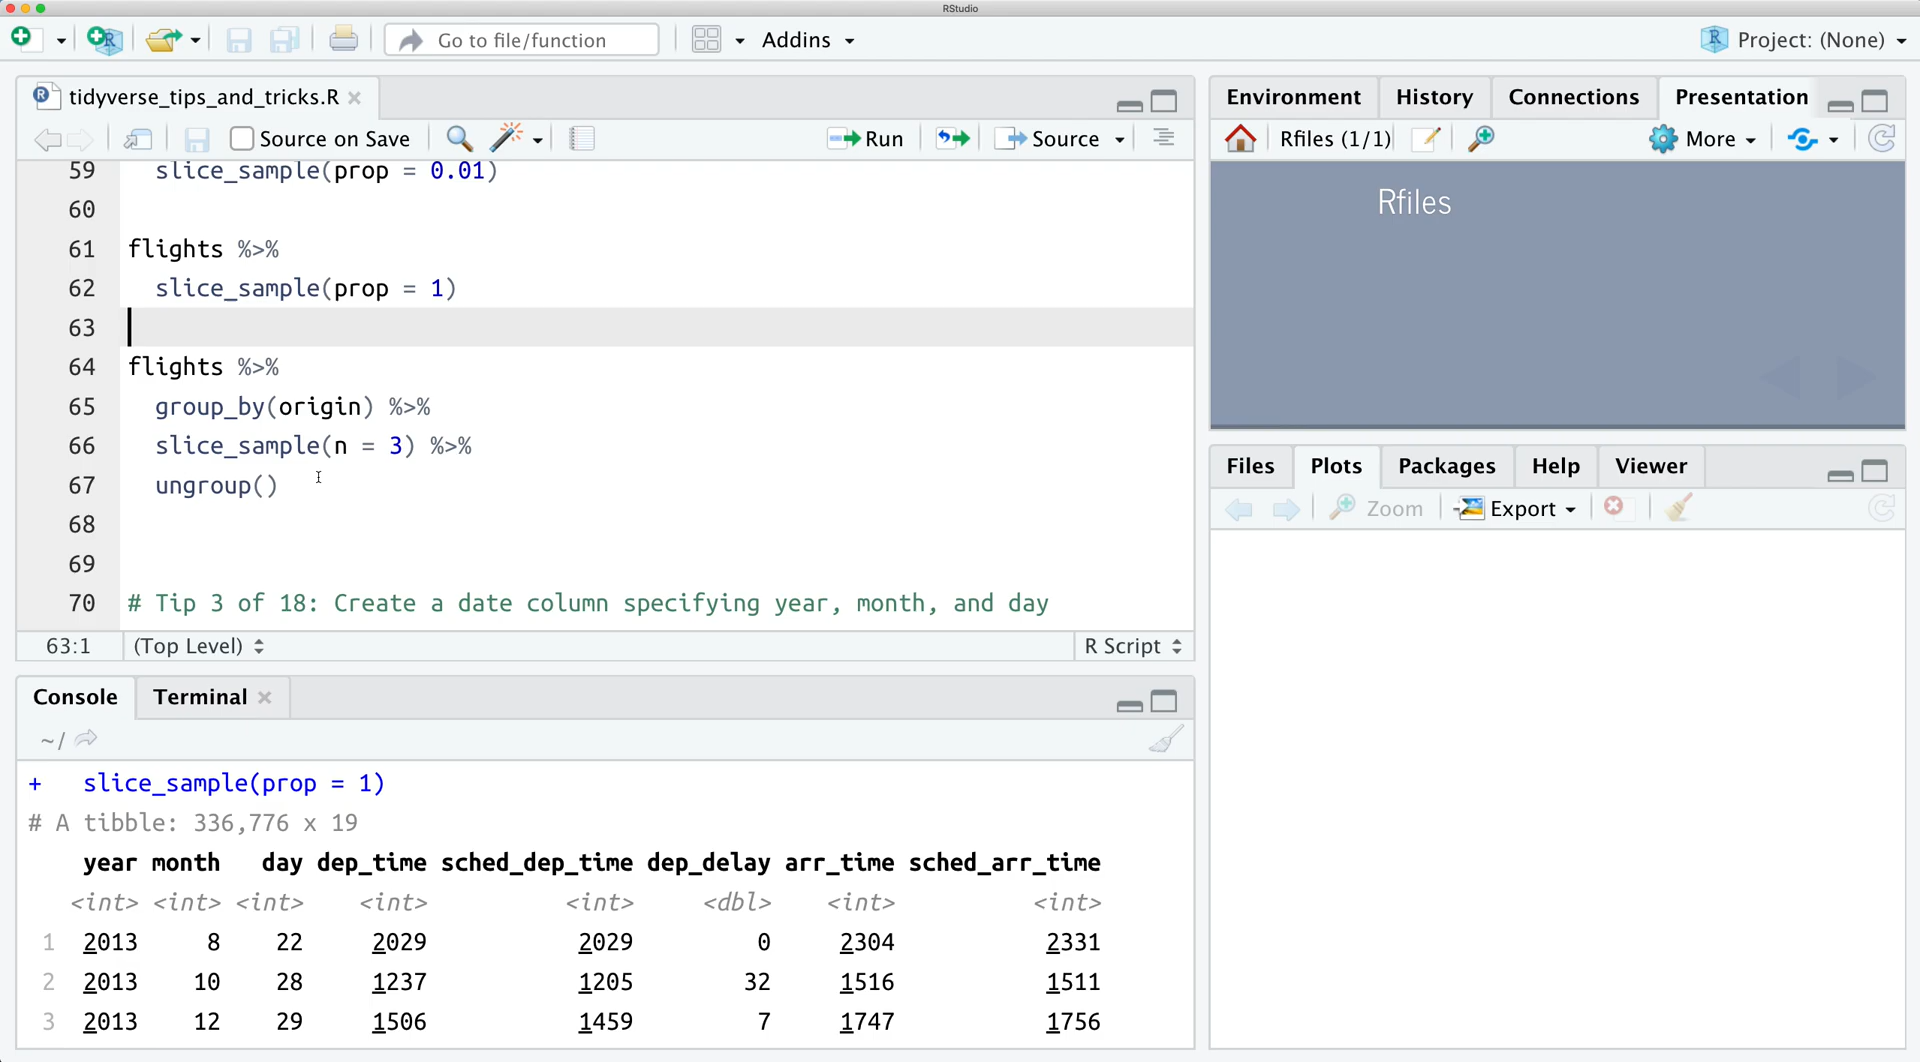 RStudio
Go to file/function Addins Project: (None)
tidyverse_tips_and_tricks.R
Source on Save Run Source
59 slice_sample(prop = 0.01)
60
61 flights %>%
62 slice_sample(prop = 1)
63
64 flights %>%
65 group_by(origin) %>%
66 slice_sample(n = 3) %>%
67 ungroup()
68
69
70 # Tip 3 of 18: Create a date column specifying year, month, and day
63:1 (Top Level) R Script
Console Terminal
~/
+ slice_sample(prop = 1)
# A tibble: 336,776 x 19
year month day dep_time sched_dep_time dep_delay arr_time sched_arr_time
<int> <int> <int> <int> <int> <dbl> <int> <int>
1 2013 8 22 2029 2029 0 2304 2331
2 2013 10 28 1237 1205 32 1516 1511
3 2013 12 29 1506 1459 7 1747 1756
Environment History Connections Presentation
Rfiles (1/1) More
Rfiles
Files Plots Packages Help Viewer
Zoom Export